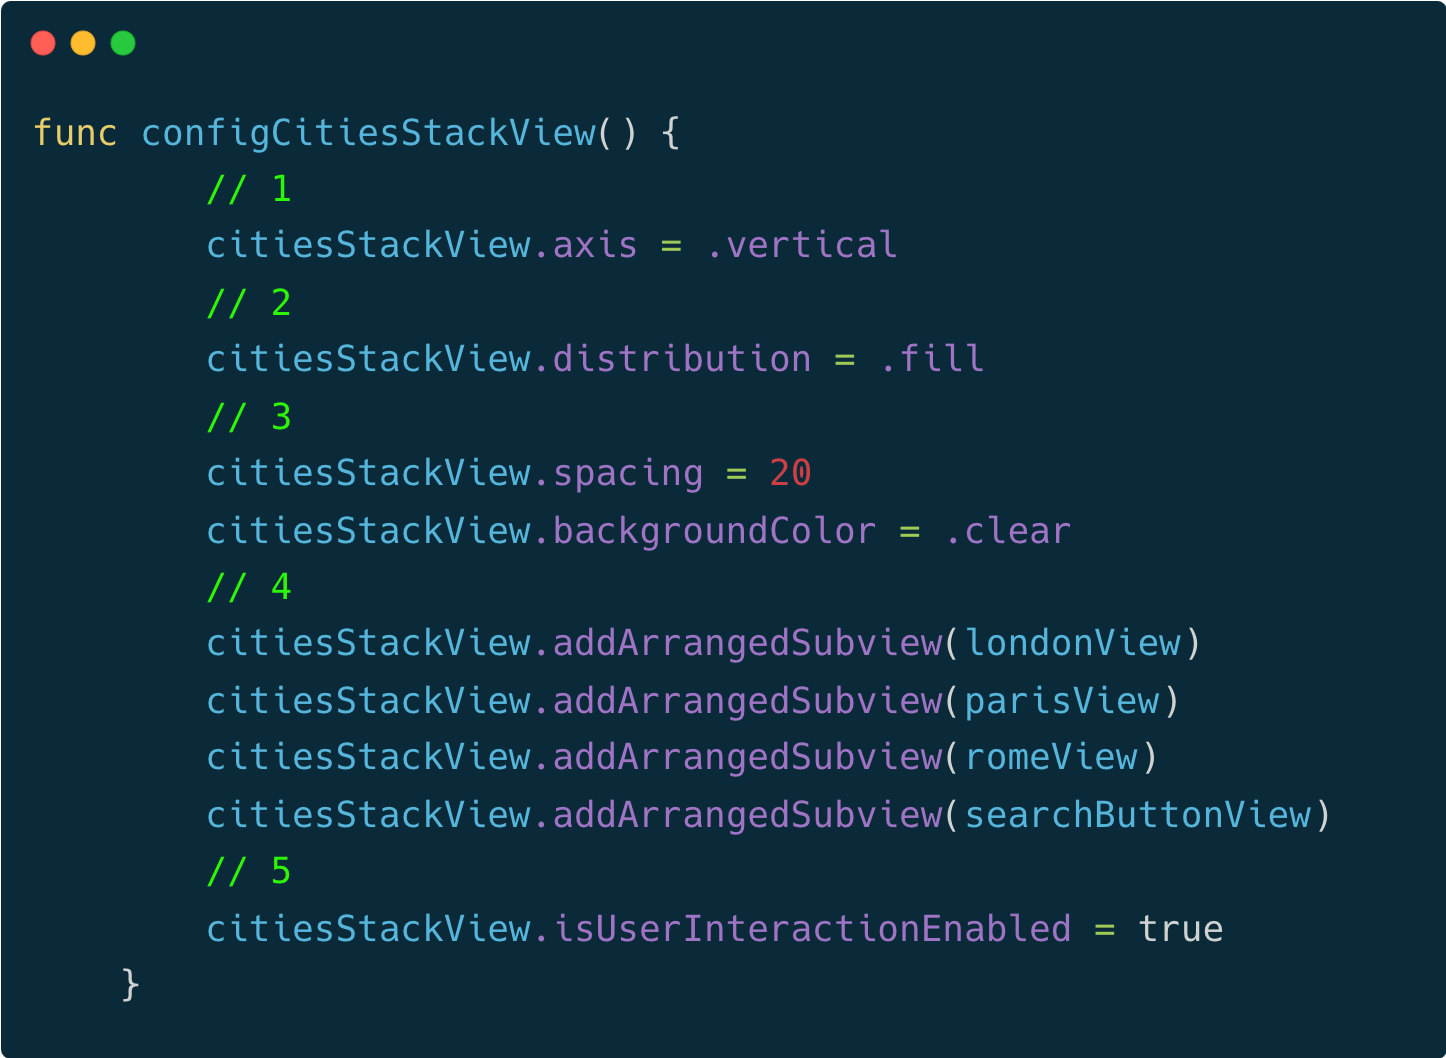 func configCitiesStackView() {
        // 1
        citiesStackView.axis = .vertical
        // 2
        citiesStackView.distribution = .fill
        // 3
        citiesStackView.spacing = 20
        citiesStackView.backgroundColor = .clear
        // 4
        citiesStackView.addArrangedSubview(londonView)
        citiesStackView.addArrangedSubview(parisView)
        citiesStackView.addArrangedSubview(romeView)
        citiesStackView.addArrangedSubview(searchButtonView)
        // 5
        citiesStackView.isUserInteractionEnabled = true
    }